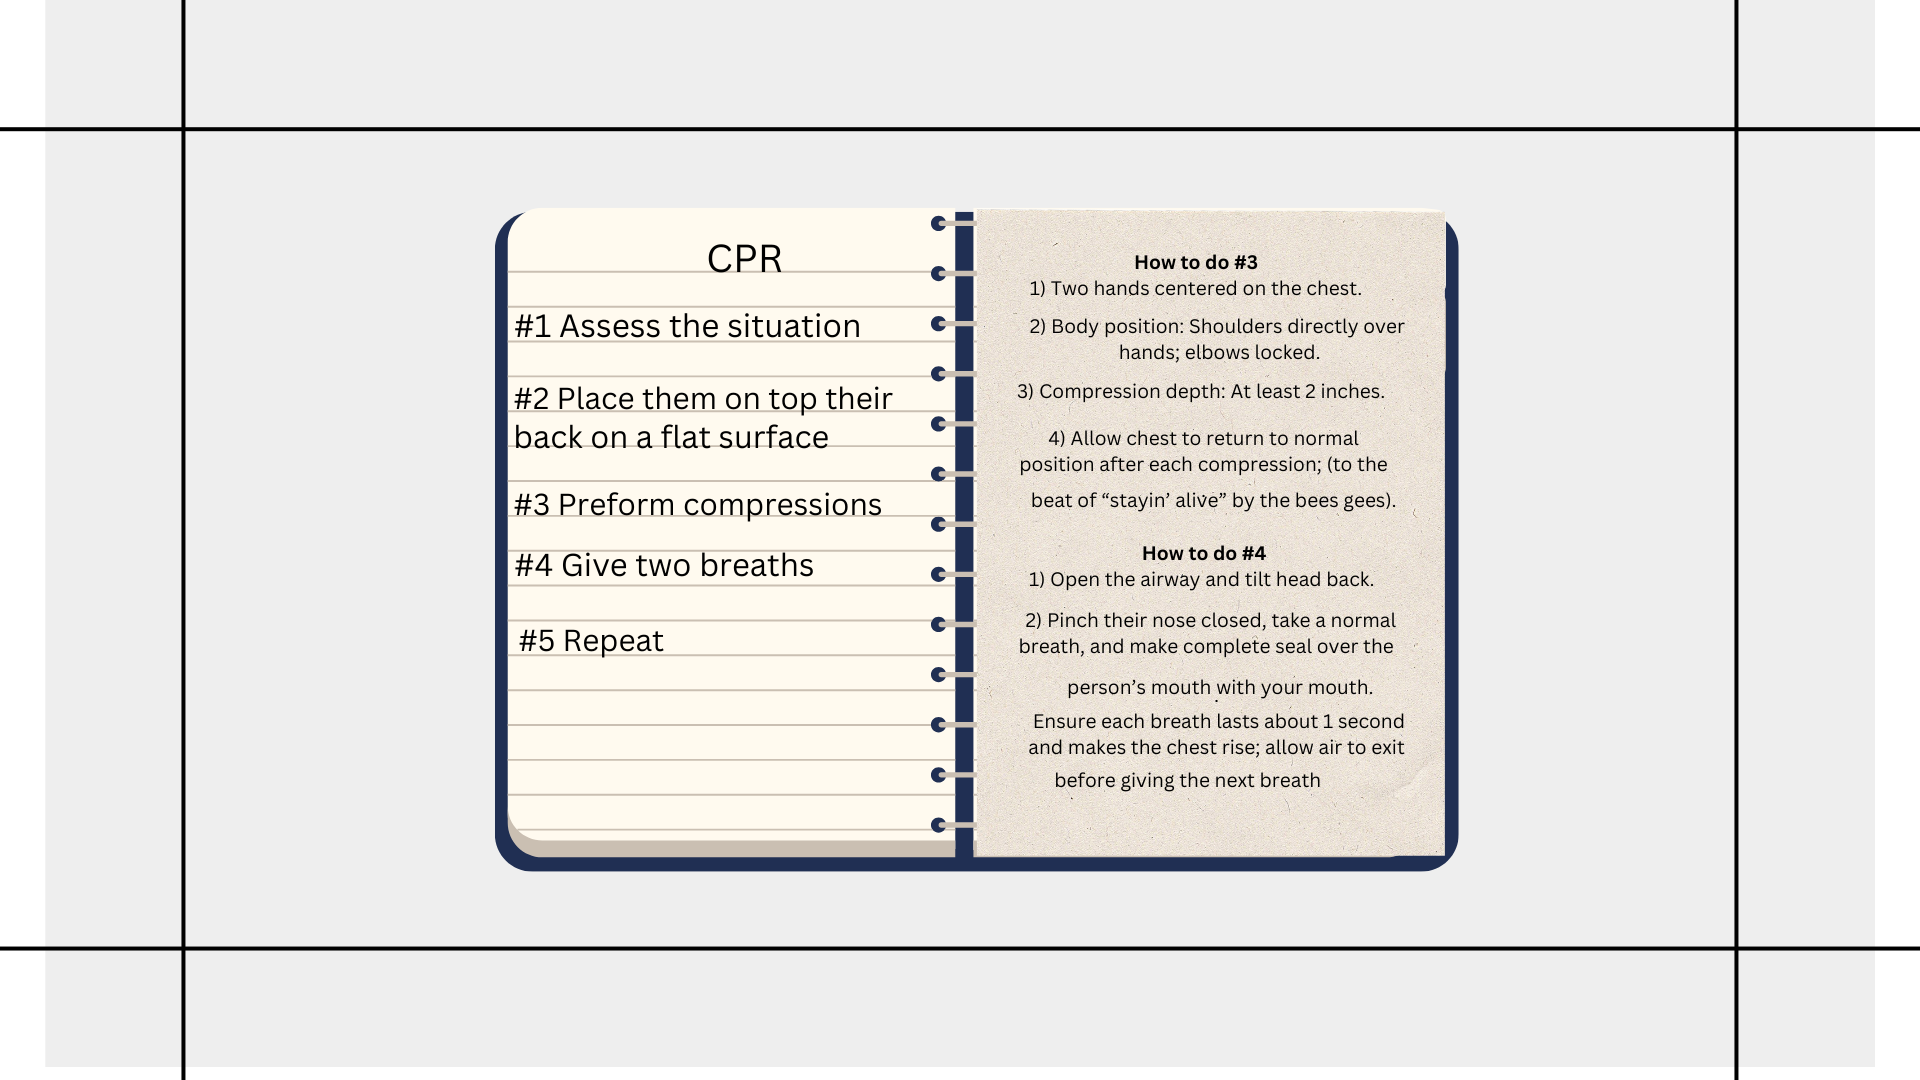 CPR
#1 Assess the situation
#2 Place them on top their
back on a flat surface
#3 Preform compressions
#4 Give two breaths
#5 Repeat
How to do #3
1) Two hands centered on the chest.
2) Body position: Shoulders directly over
hands; elbows locked.
3) Compression depth: At least 2 inches.
4) Allow chest to return to normal
position after each compression; (to the
beat of “stayin’ alive” by the bees gees).
How to do #4
1) Open the airway and tilt head back.
2) Pinch their nose closed, take a normal
breath, and make complete seal over the
person’s mouth with your mouth.
Ensure each breath lasts about 1 second
and makes the chest rise; allow air to exit
before giving the next breath